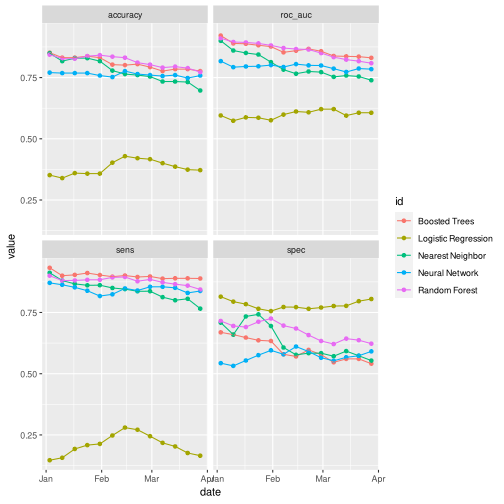 accuracy
roc_auc
0.75
0.50
0.25
sens
spec
0.75
0.50
0.25
Jan
Feb
Mar
Apr
Jan
Feb
Mar
Apr
date
value
id
Boosted Trees
Logistic Regression
Nearest Neighbor
Neural Network
Random Forest